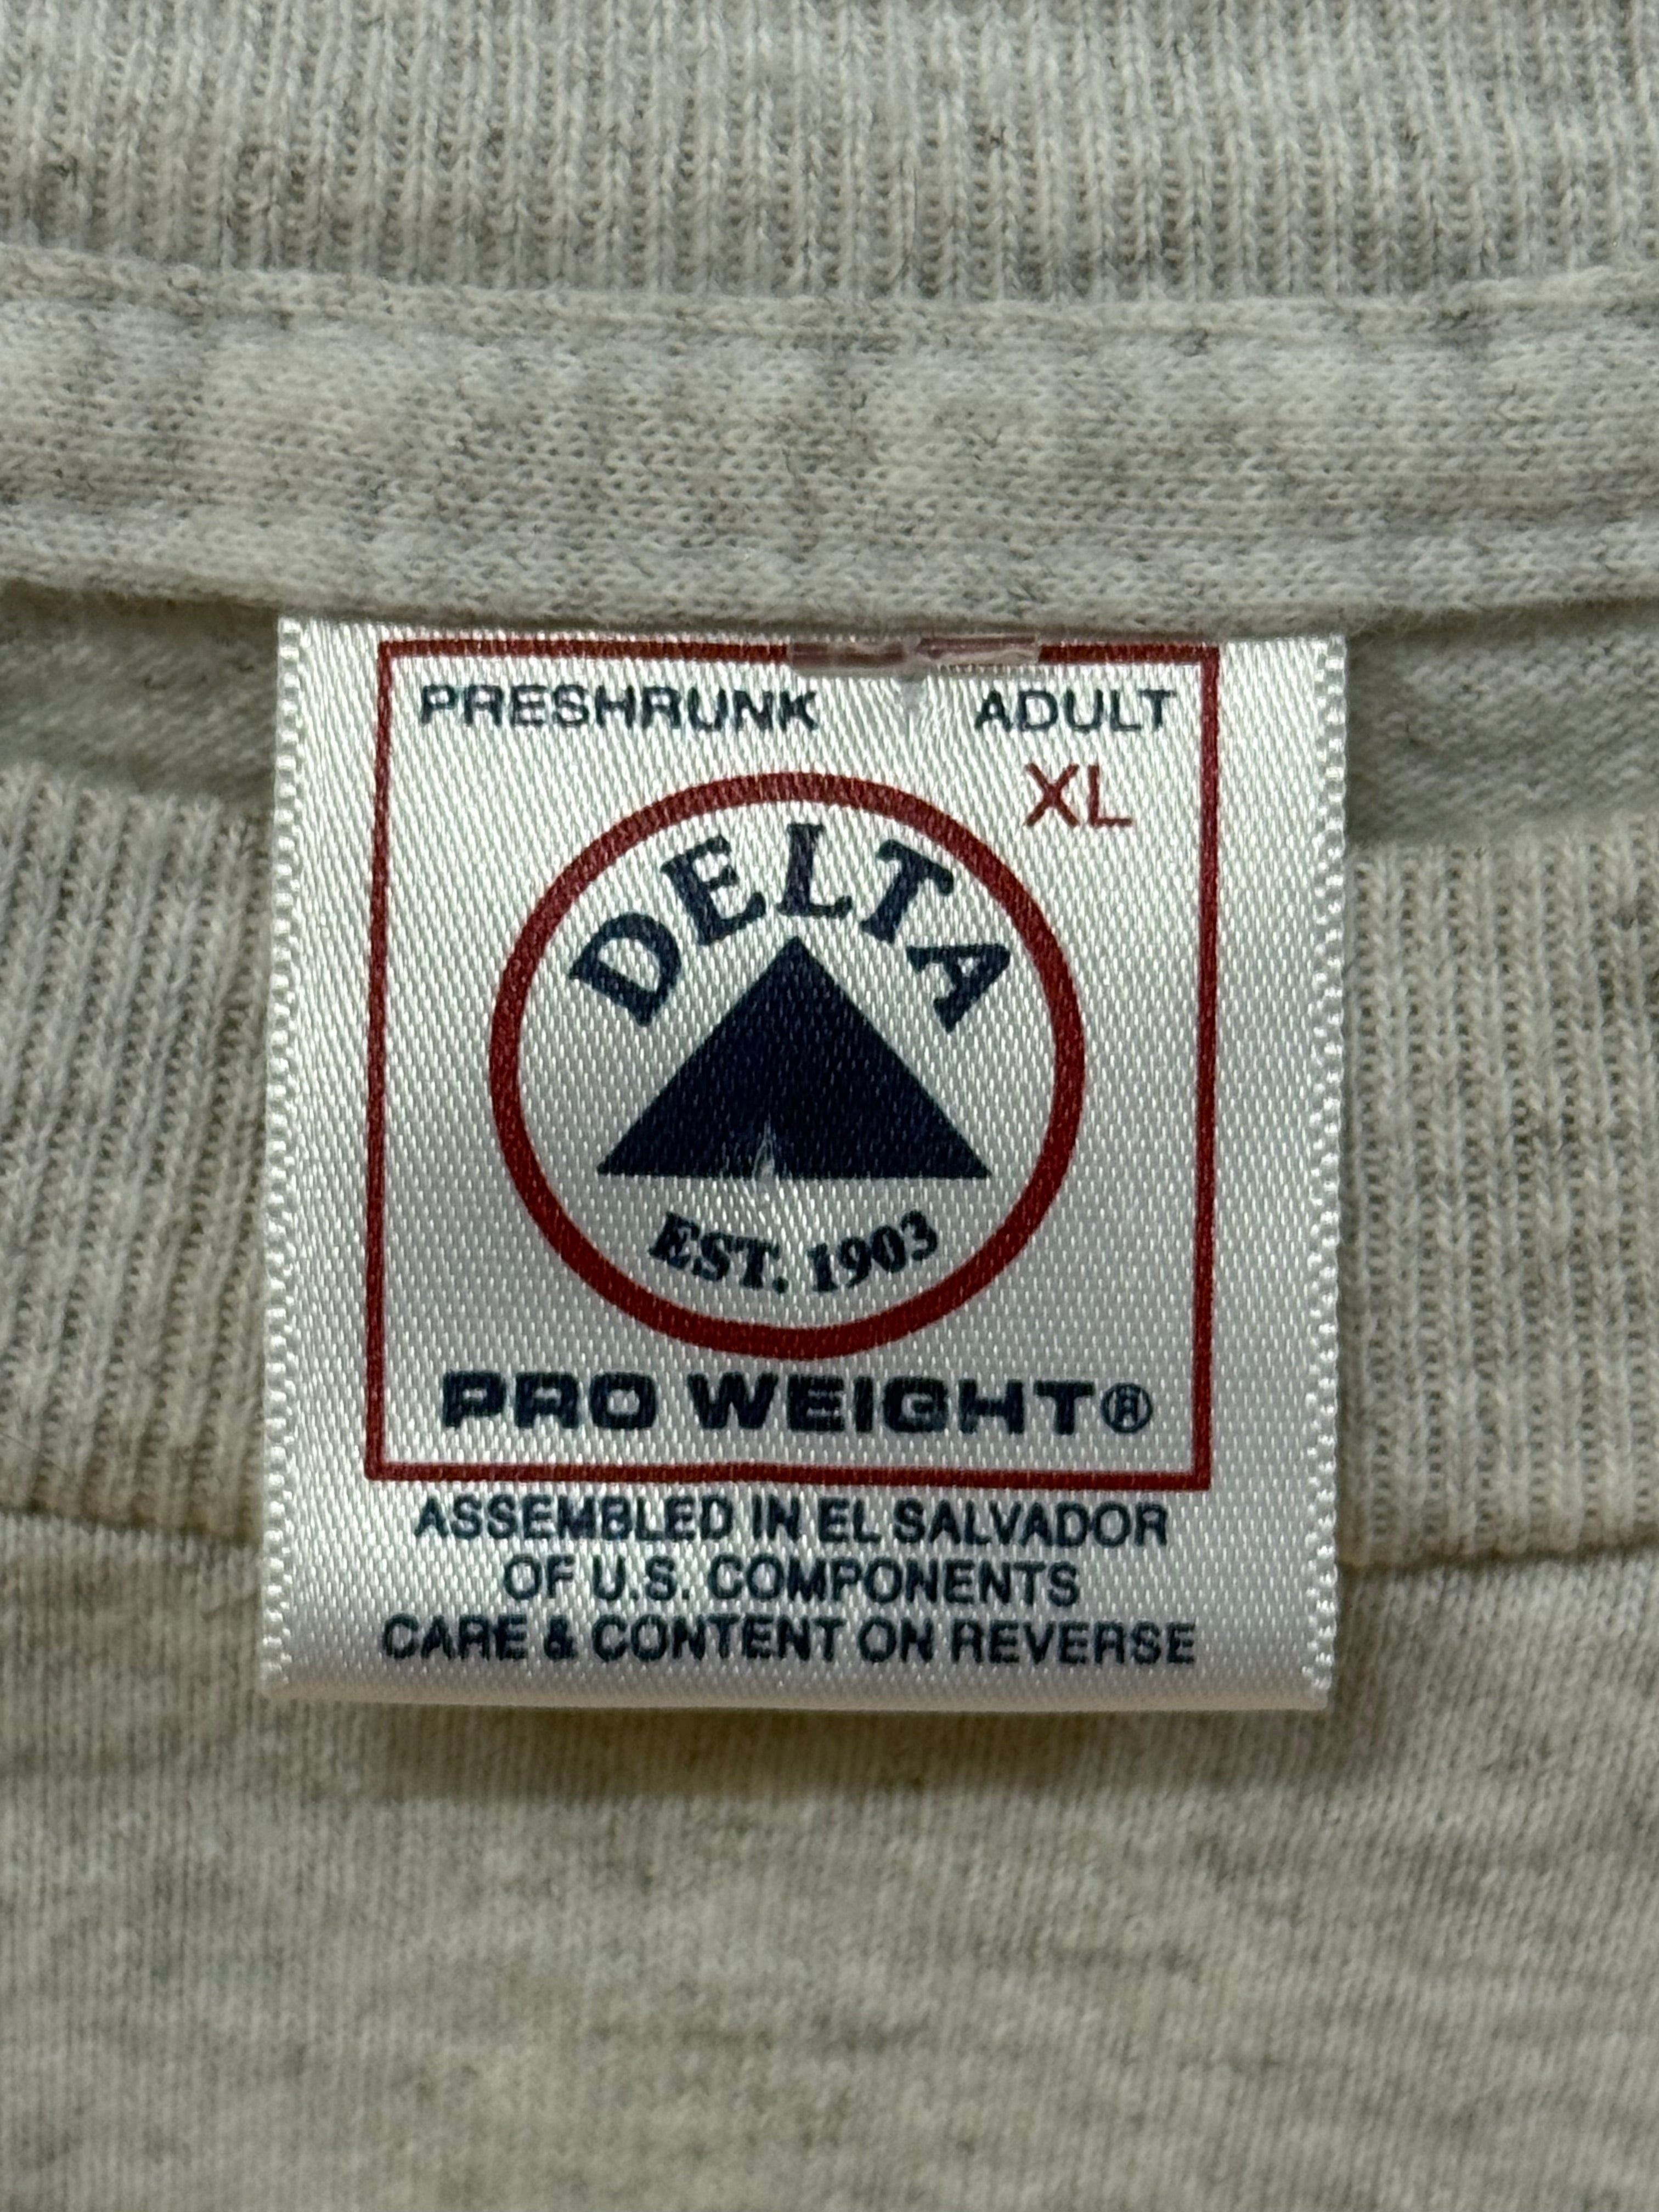 PRESHRUNK ADULT
XL
DELTA
EST. 1903
PRO WEIGHT®
ASSEMBLED IN EL SALVADOR
OF U.S. COMPONENTS
CARE & CONTENT ON REVERSE